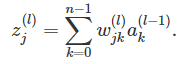 $z_j^{(l)} = \sum_{k=0}^{n-1} w_{jk}^{(l)} a_k^{(l-1)}.$